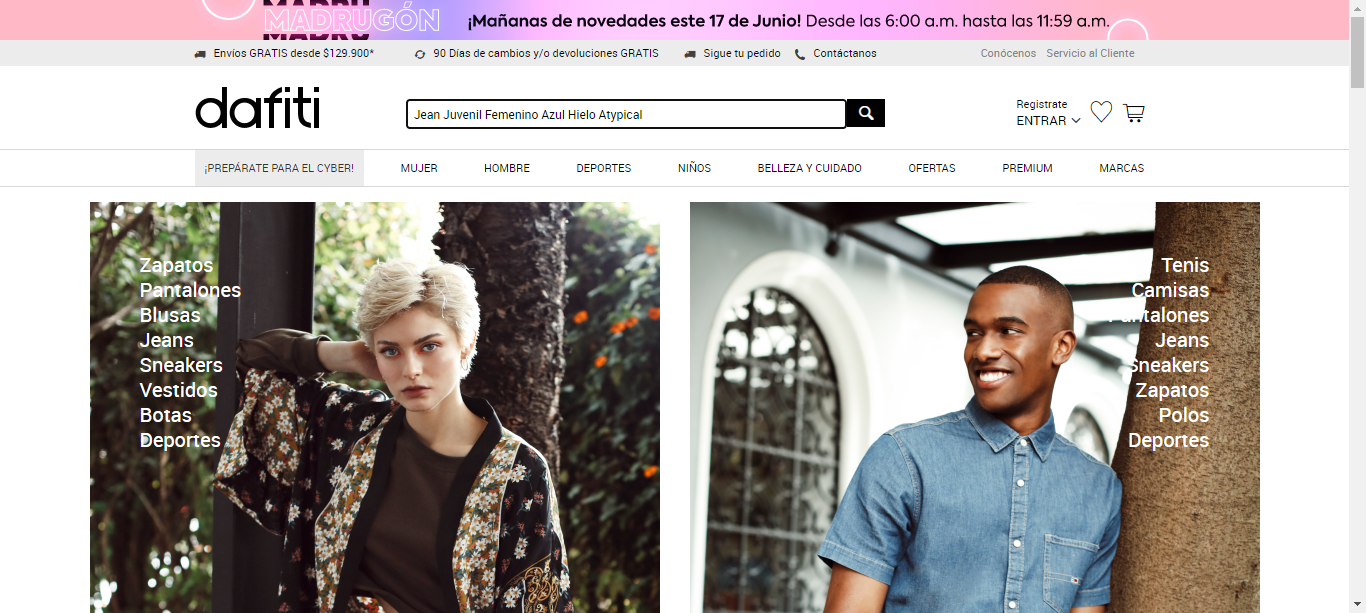 MADRUGÓN
¡Mañanas de novedades este 17 de Junio! Desde las 6:00 a.m. hasta las 11:59 a.m.
Envíos GRATIS desde $129.900*
90 Días de cambios y/o devoluciones GRATIS
Sigue tu pedido
Contáctanos
Conócenos
Servicio al Cliente
dafiti
Jean Juvenil Femenino Azul Hielo Atypical
Registrate
ENTRAR
¡PREPÁRATE PARA EL CYBER!
MUJER
HOMBRE
DEPORTES
NIÑOS
BELLEZA Y CUIDADO
OFERTAS
PREMIUM
MARCAS
Zapatos
Pantalones
Blusas
Jeans
Sneakers
Vestidos
Botas
Deportes
Tenis
Camisas
Pantalones
Jeans
Sneakers
Zapatos
Polos
Deportes